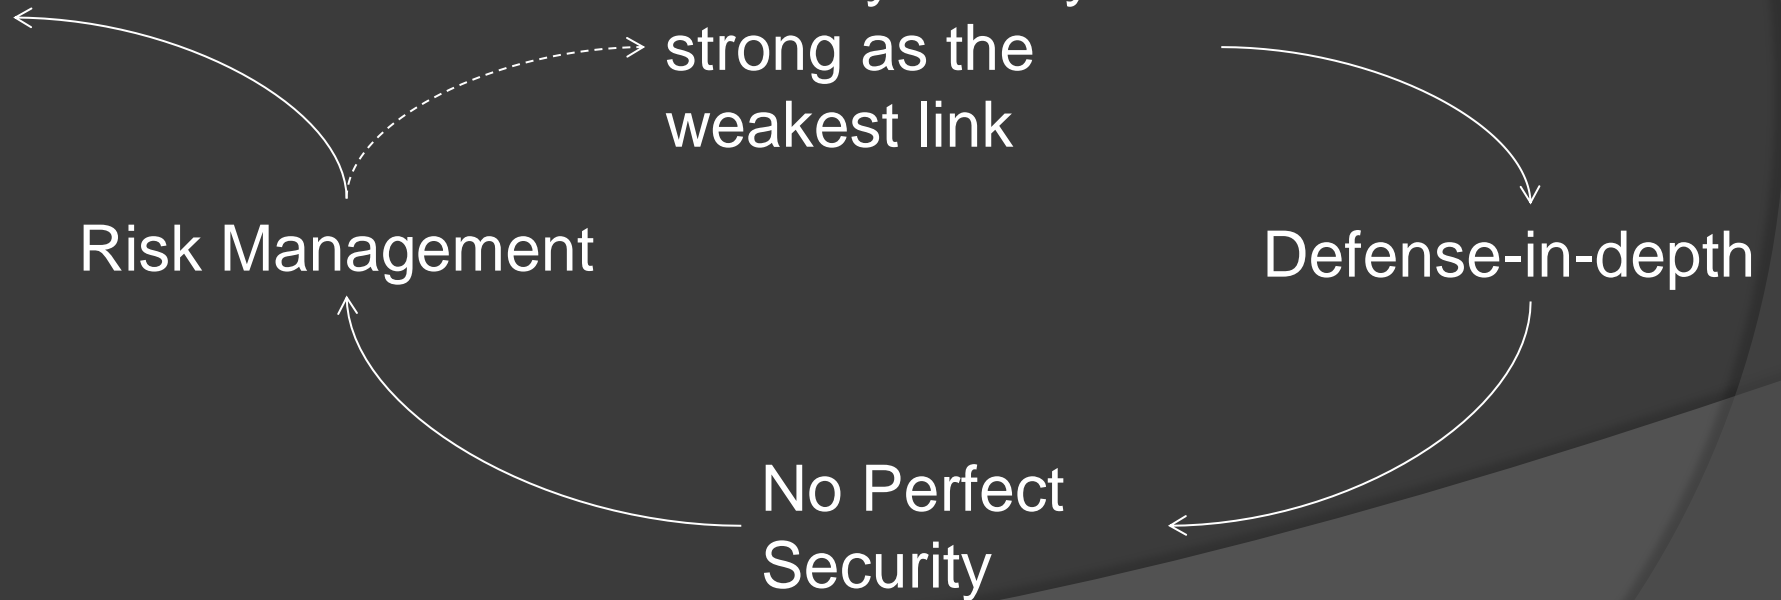 strong as the
weakest link
Risk Management
Defense-in-depth
No Perfect
Security